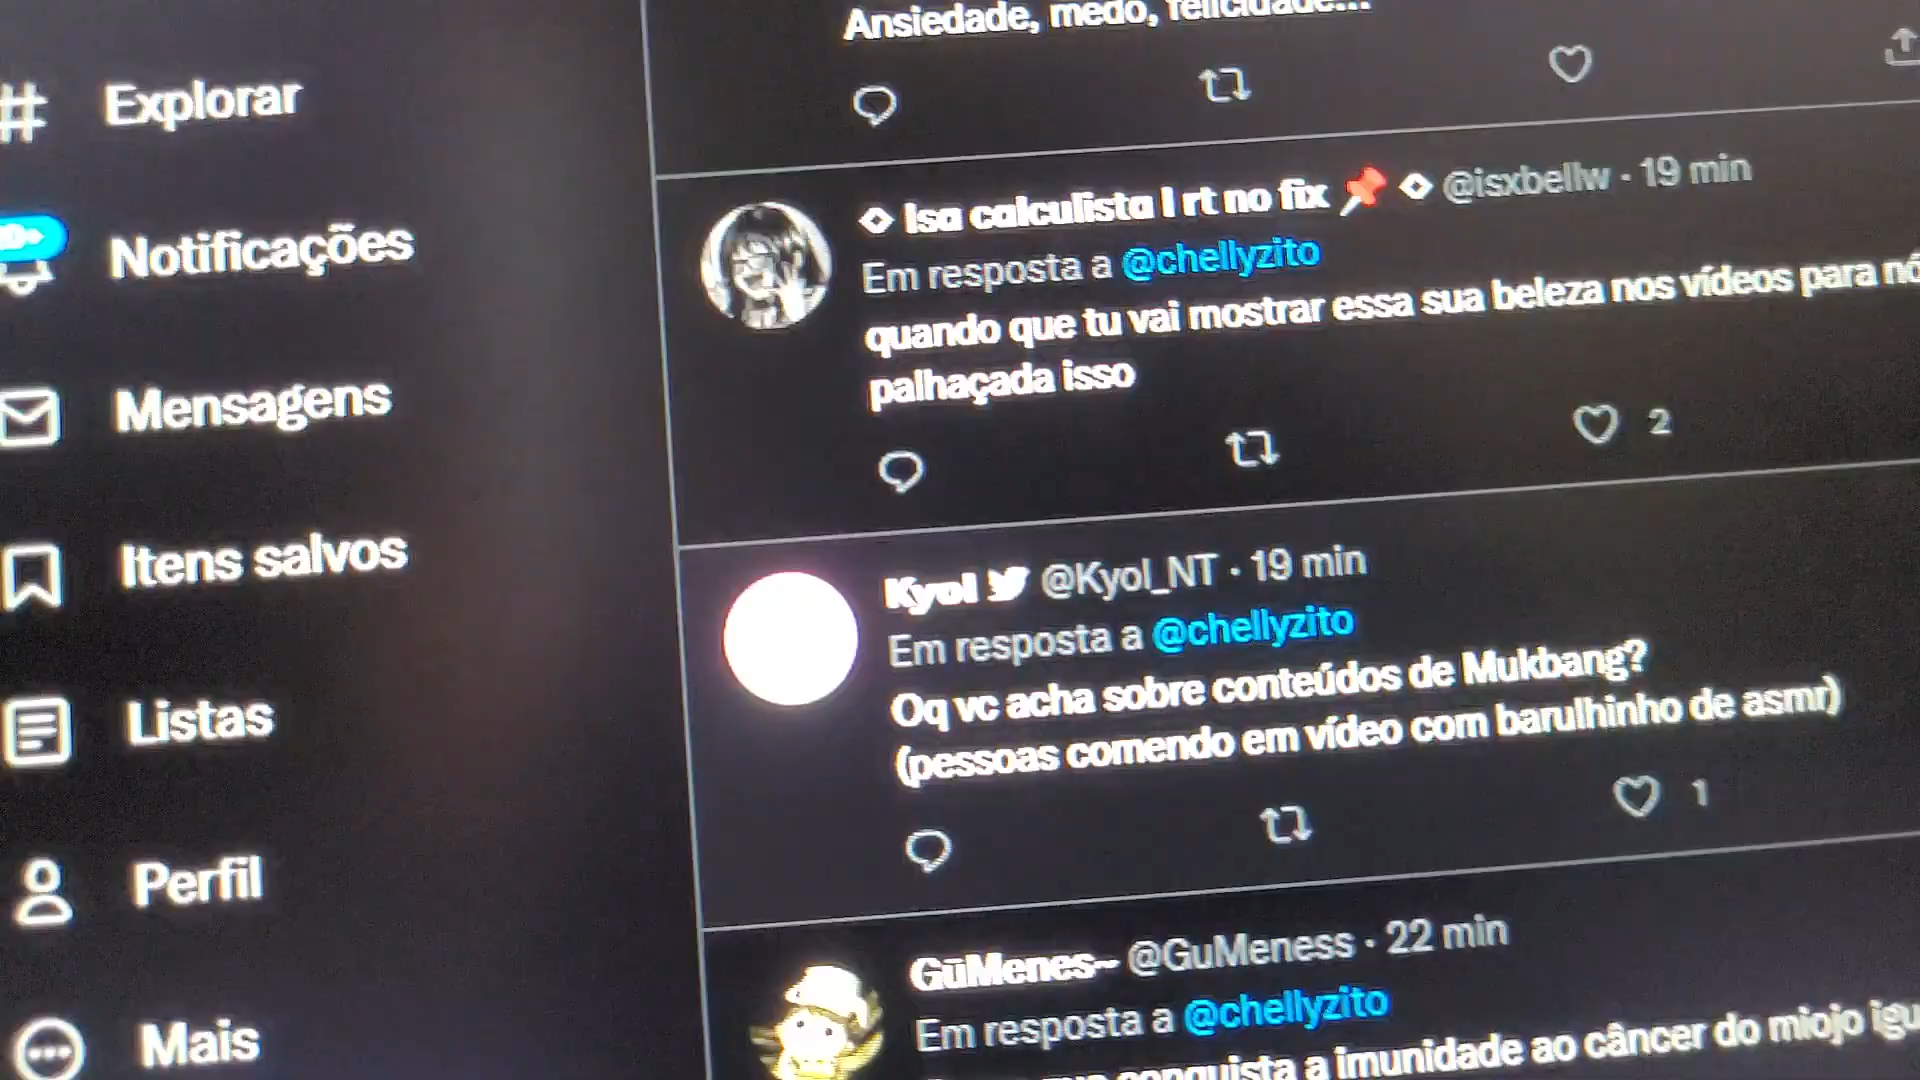 Explorar
Notificações
Mensagens
Itens salvos
Listas
Perfil
Mais
Ansiedade, medo, felicidade...
Isa calculista l rt no fix 📌 @isxbellw · 19 min
Em resposta a @chellyzito
quando que tu vai mostrar essa sua beleza nos vídeos para
palhaçada isso
2
Kyol @Kyol_NT · 19 min
Em resposta a @chellyzito
Oq vc acha sobre conteúdos de Mukbang?
(pessoas comendo em vídeo com barulhinho de asmr)
1
GūMenes~ @GuMeness · 22 min
Em resposta a @chellyzito
conquista a imunidade ao câncer do miojo